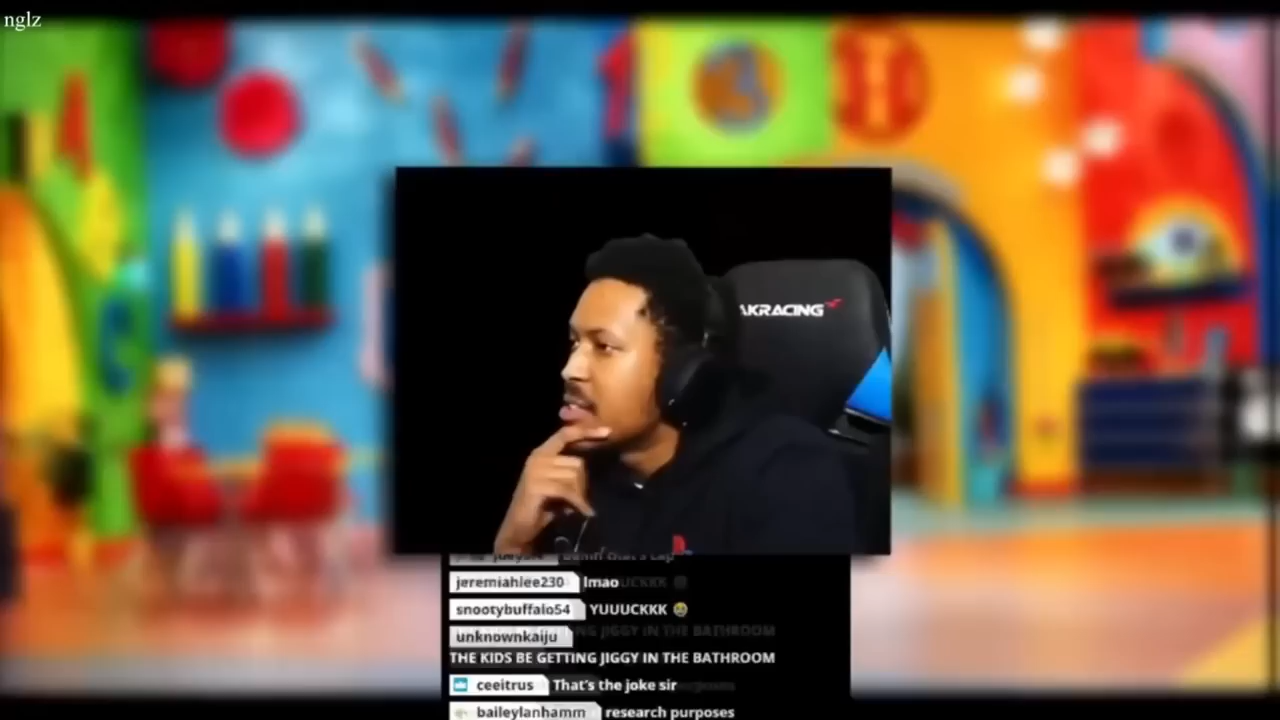 nglz
AKRACING
jeremiahlee230 lmao
snootybuffalo54 YUUUCKKK 😭
unknownkaiju
THE KIDS BE GETTING JIGGY IN THE BATHROOM
ceeitrus That's the joke sir
baileylanhamm research purposes